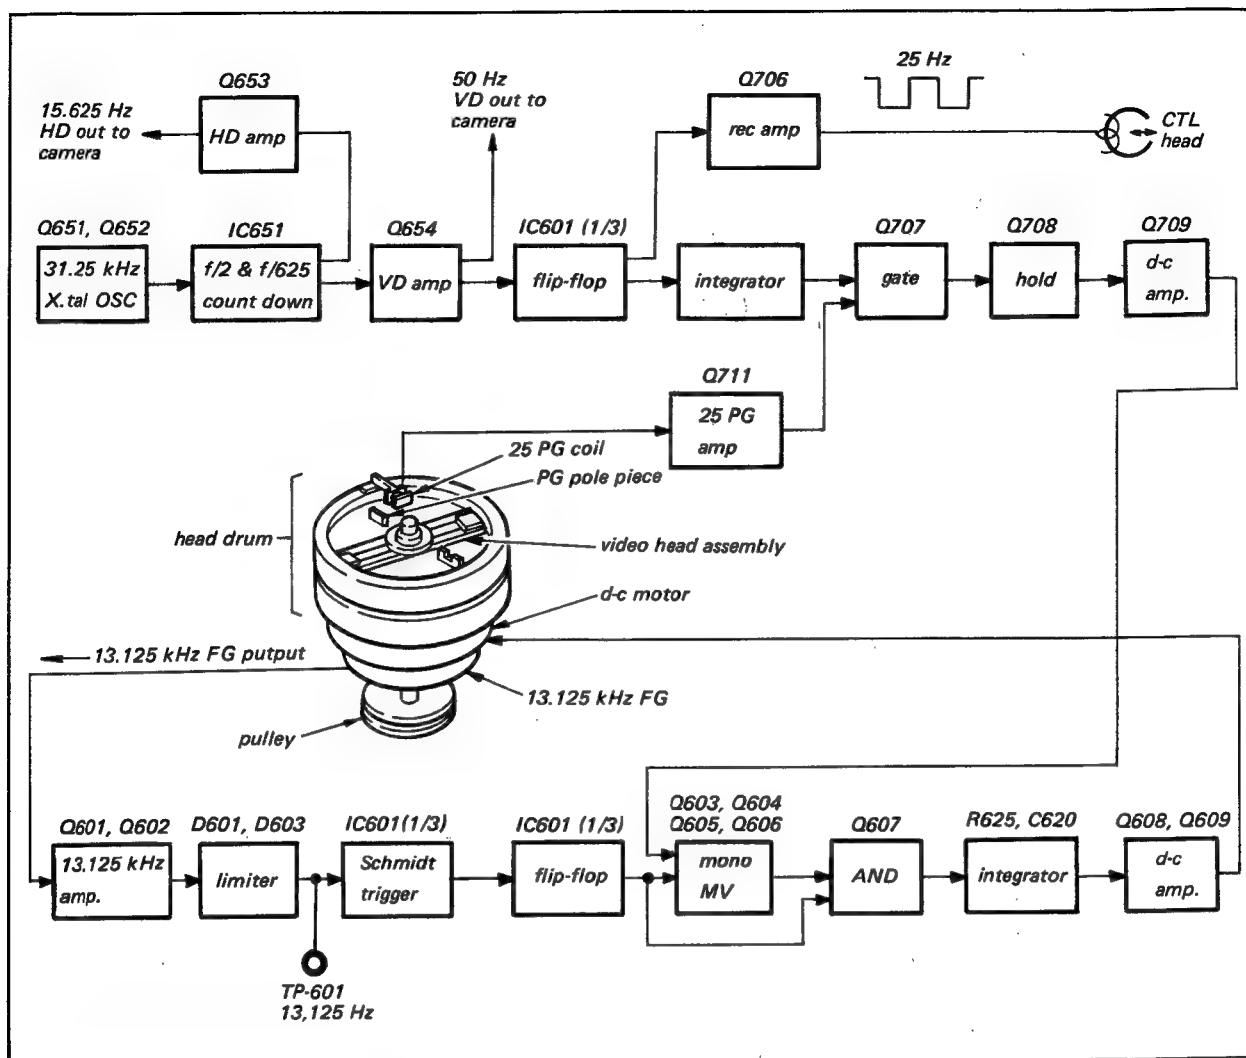 Q653
15.625 Hz
HD out to
camera
HD amp
50 Hz
VD out to
camera
Q706
rec amp
25 Hz
CTL
head
Q651, Q652
31.25 kHz
X.tal OSC
IC651
f/2 & f/625
count down
Q654
VD amp
IC601 (1/3)
flip-flop
integrator
Q707
gate
Q708
hold
Q709
d-c
amp.
Q711
25 PG
amp
25 PG coil
PG pole piece
head drum
video head assembly
d-c motor
13.125 kHz FG putput
13.125 kHz FG
pulley
Q601, Q602
13.125 kHz
amp.
D601, D603
limiter
IC601(1/3)
Schmidt
trigger
IC601 (1/3)
flip-flop
Q603, Q604
Q605, Q606
mono
MV
Q607
AND
R625, C620
integrator
Q608, Q609
d-c
amp.
TP-601
13,125 Hz